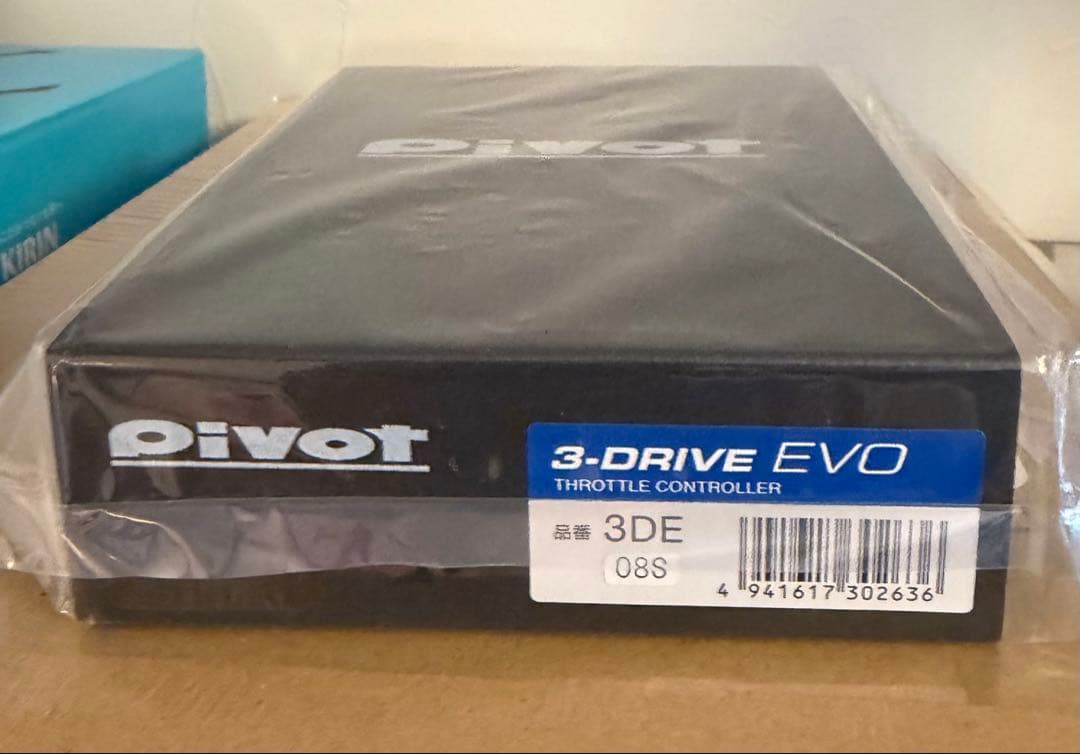 Pivot
KIRIN
Pivot
3-DRIVE EVO
THROTTLE CONTROLLER
品番 3DE
08S
4 941617 302636